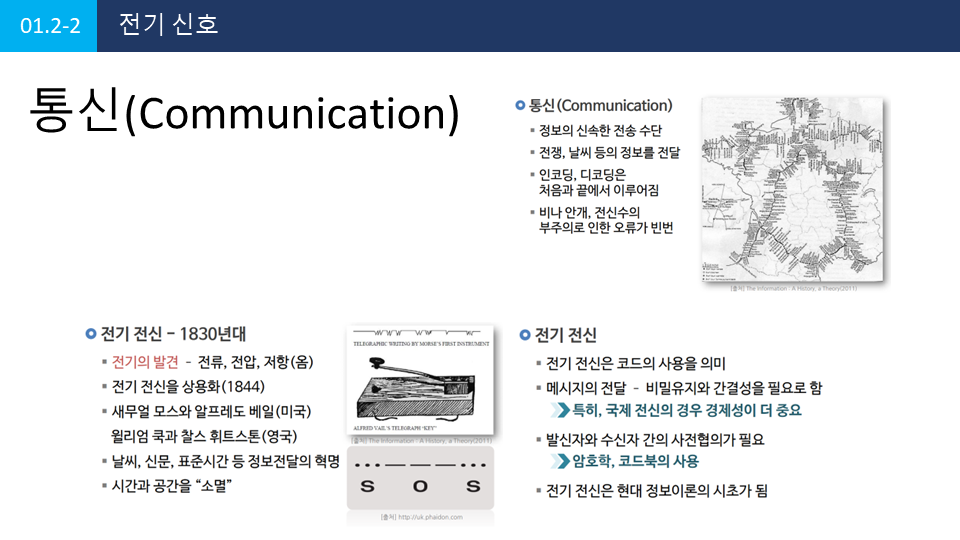 01.2-2
전기 신호
통신(Communication)
통신(Communication)
정보의 신속한 전송 수단
전쟁, 날씨 등의 정보를 전달
인코딩, 디코딩은
처음과 끝에서 이루어짐
비나 안개, 전신수의
부주의로 인한 오류가 빈번
[출처] The Information : A History, a Theory(2011)
전기 전신 – 1830년대
전기의 발견 – 전류, 전압, 저항(옴)
전기 전신을 상용화(1844)
새무얼 모스와 알프레도 베일(미국)
윌리엄 쿡과 찰스 휘트스톤(영국)
날씨, 신문, 표준시간 등 정보전달의 혁명
시간과 공간을 “소멸”
TELEGRAPHIC WRITING BY MORSE'S FIRST INSTRUMENT
ALFRED VAIL'S TELEGRAPH "KEY"
[출처] The Information : A History, a Theory(2011)
S O S
[출처] http://uk.phaidon.com
전기 전신
전기 전신은 코드의 사용을 의미
메시지의 전달 – 비밀유지와 간결성을 필요로 함
특히, 국제 전신의 경우 경제성이 더 중요
발신자와 수신자 간의 사전협의가 필요
암호학, 코드북의 사용
전기 전신은 현대 정보이론의 시초가 됨